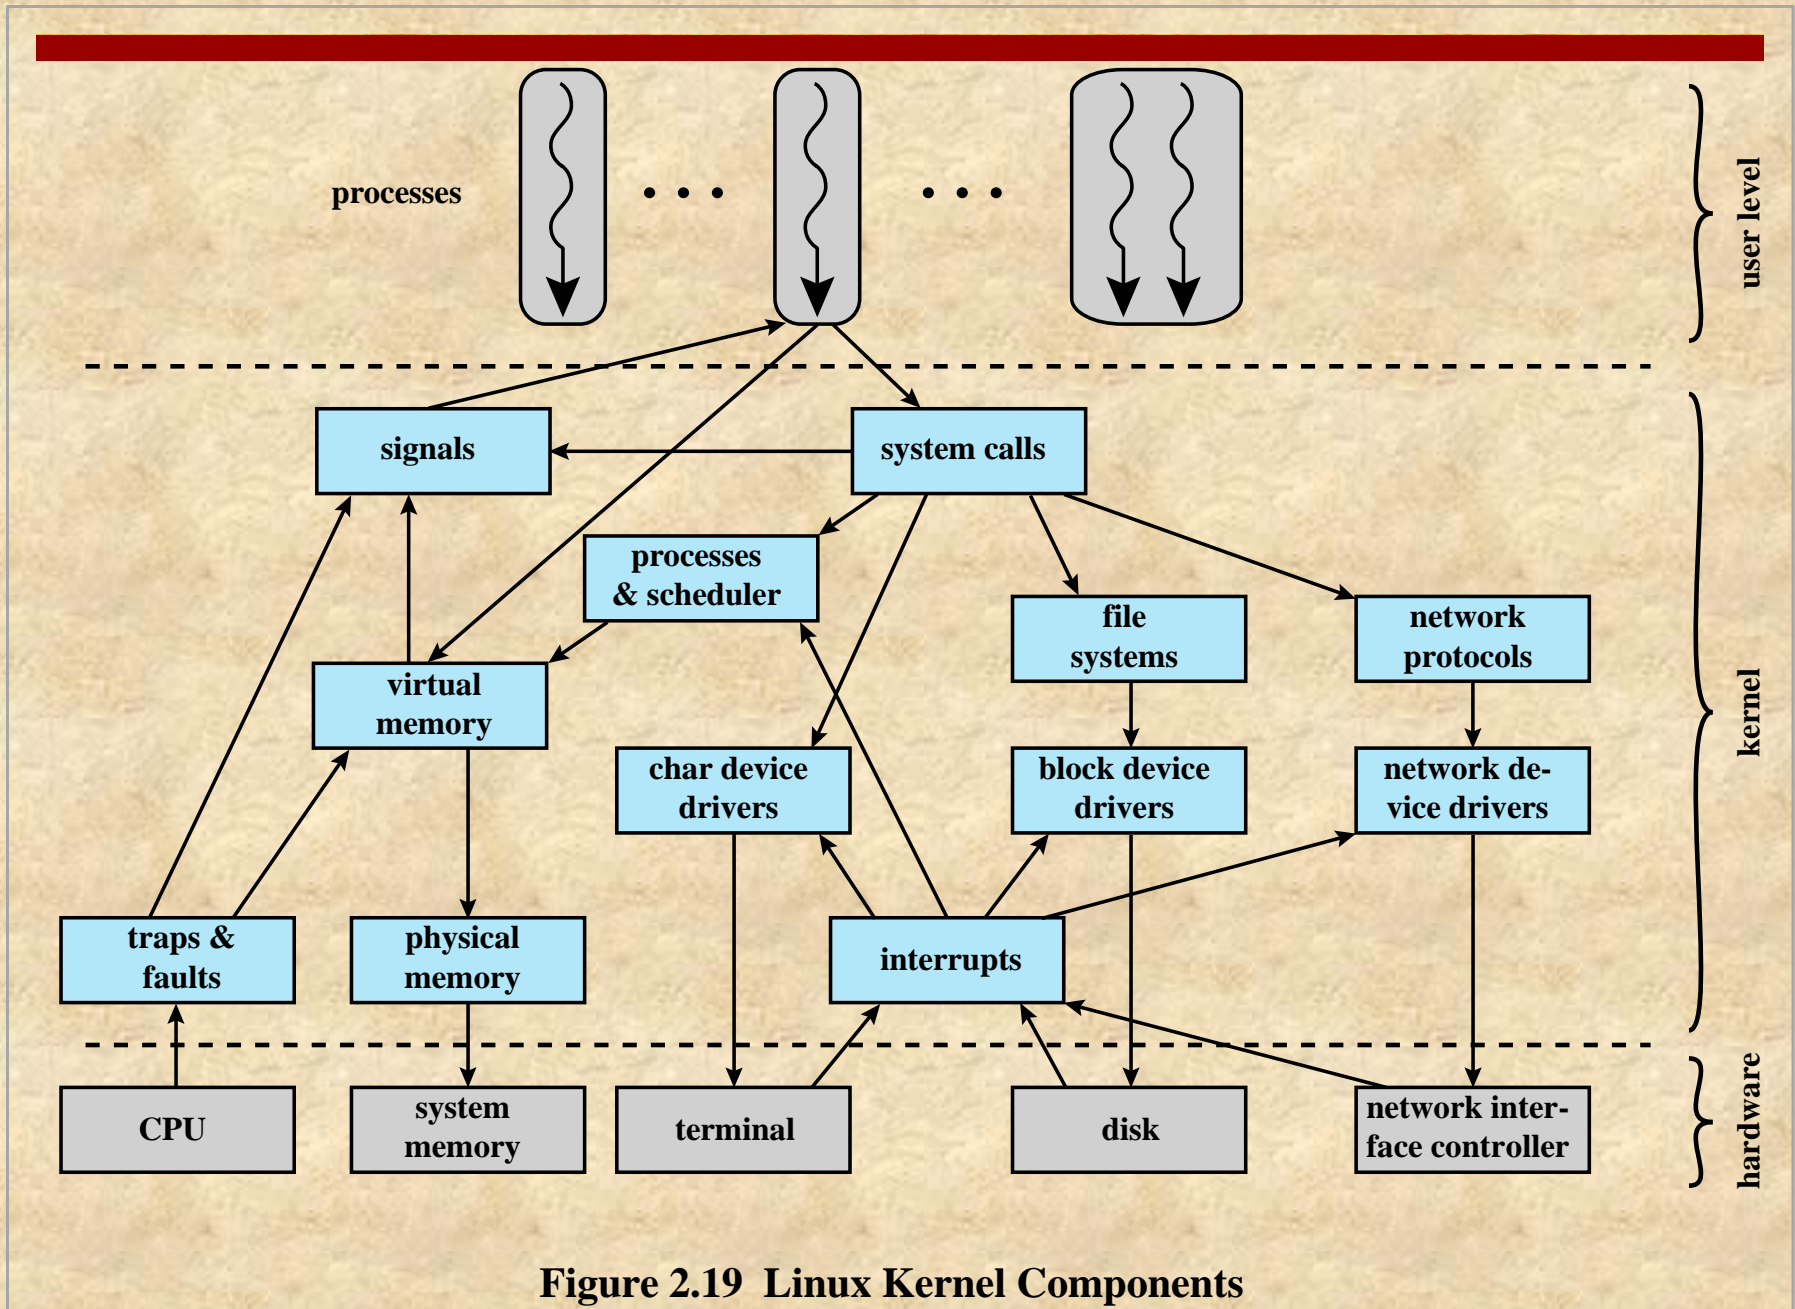 processes
user level
signals
system calls
processes
& scheduler
file
systems
network
protocols
virtual
memory
kernel
char device
drivers
block device
drivers
network de-
vice drivers
traps &
faults
physical
memory
interrupts
CPU
system
memory
terminal
disk
network inter-
face controller
hardware
Figure 2.19 Linux Kernel Components